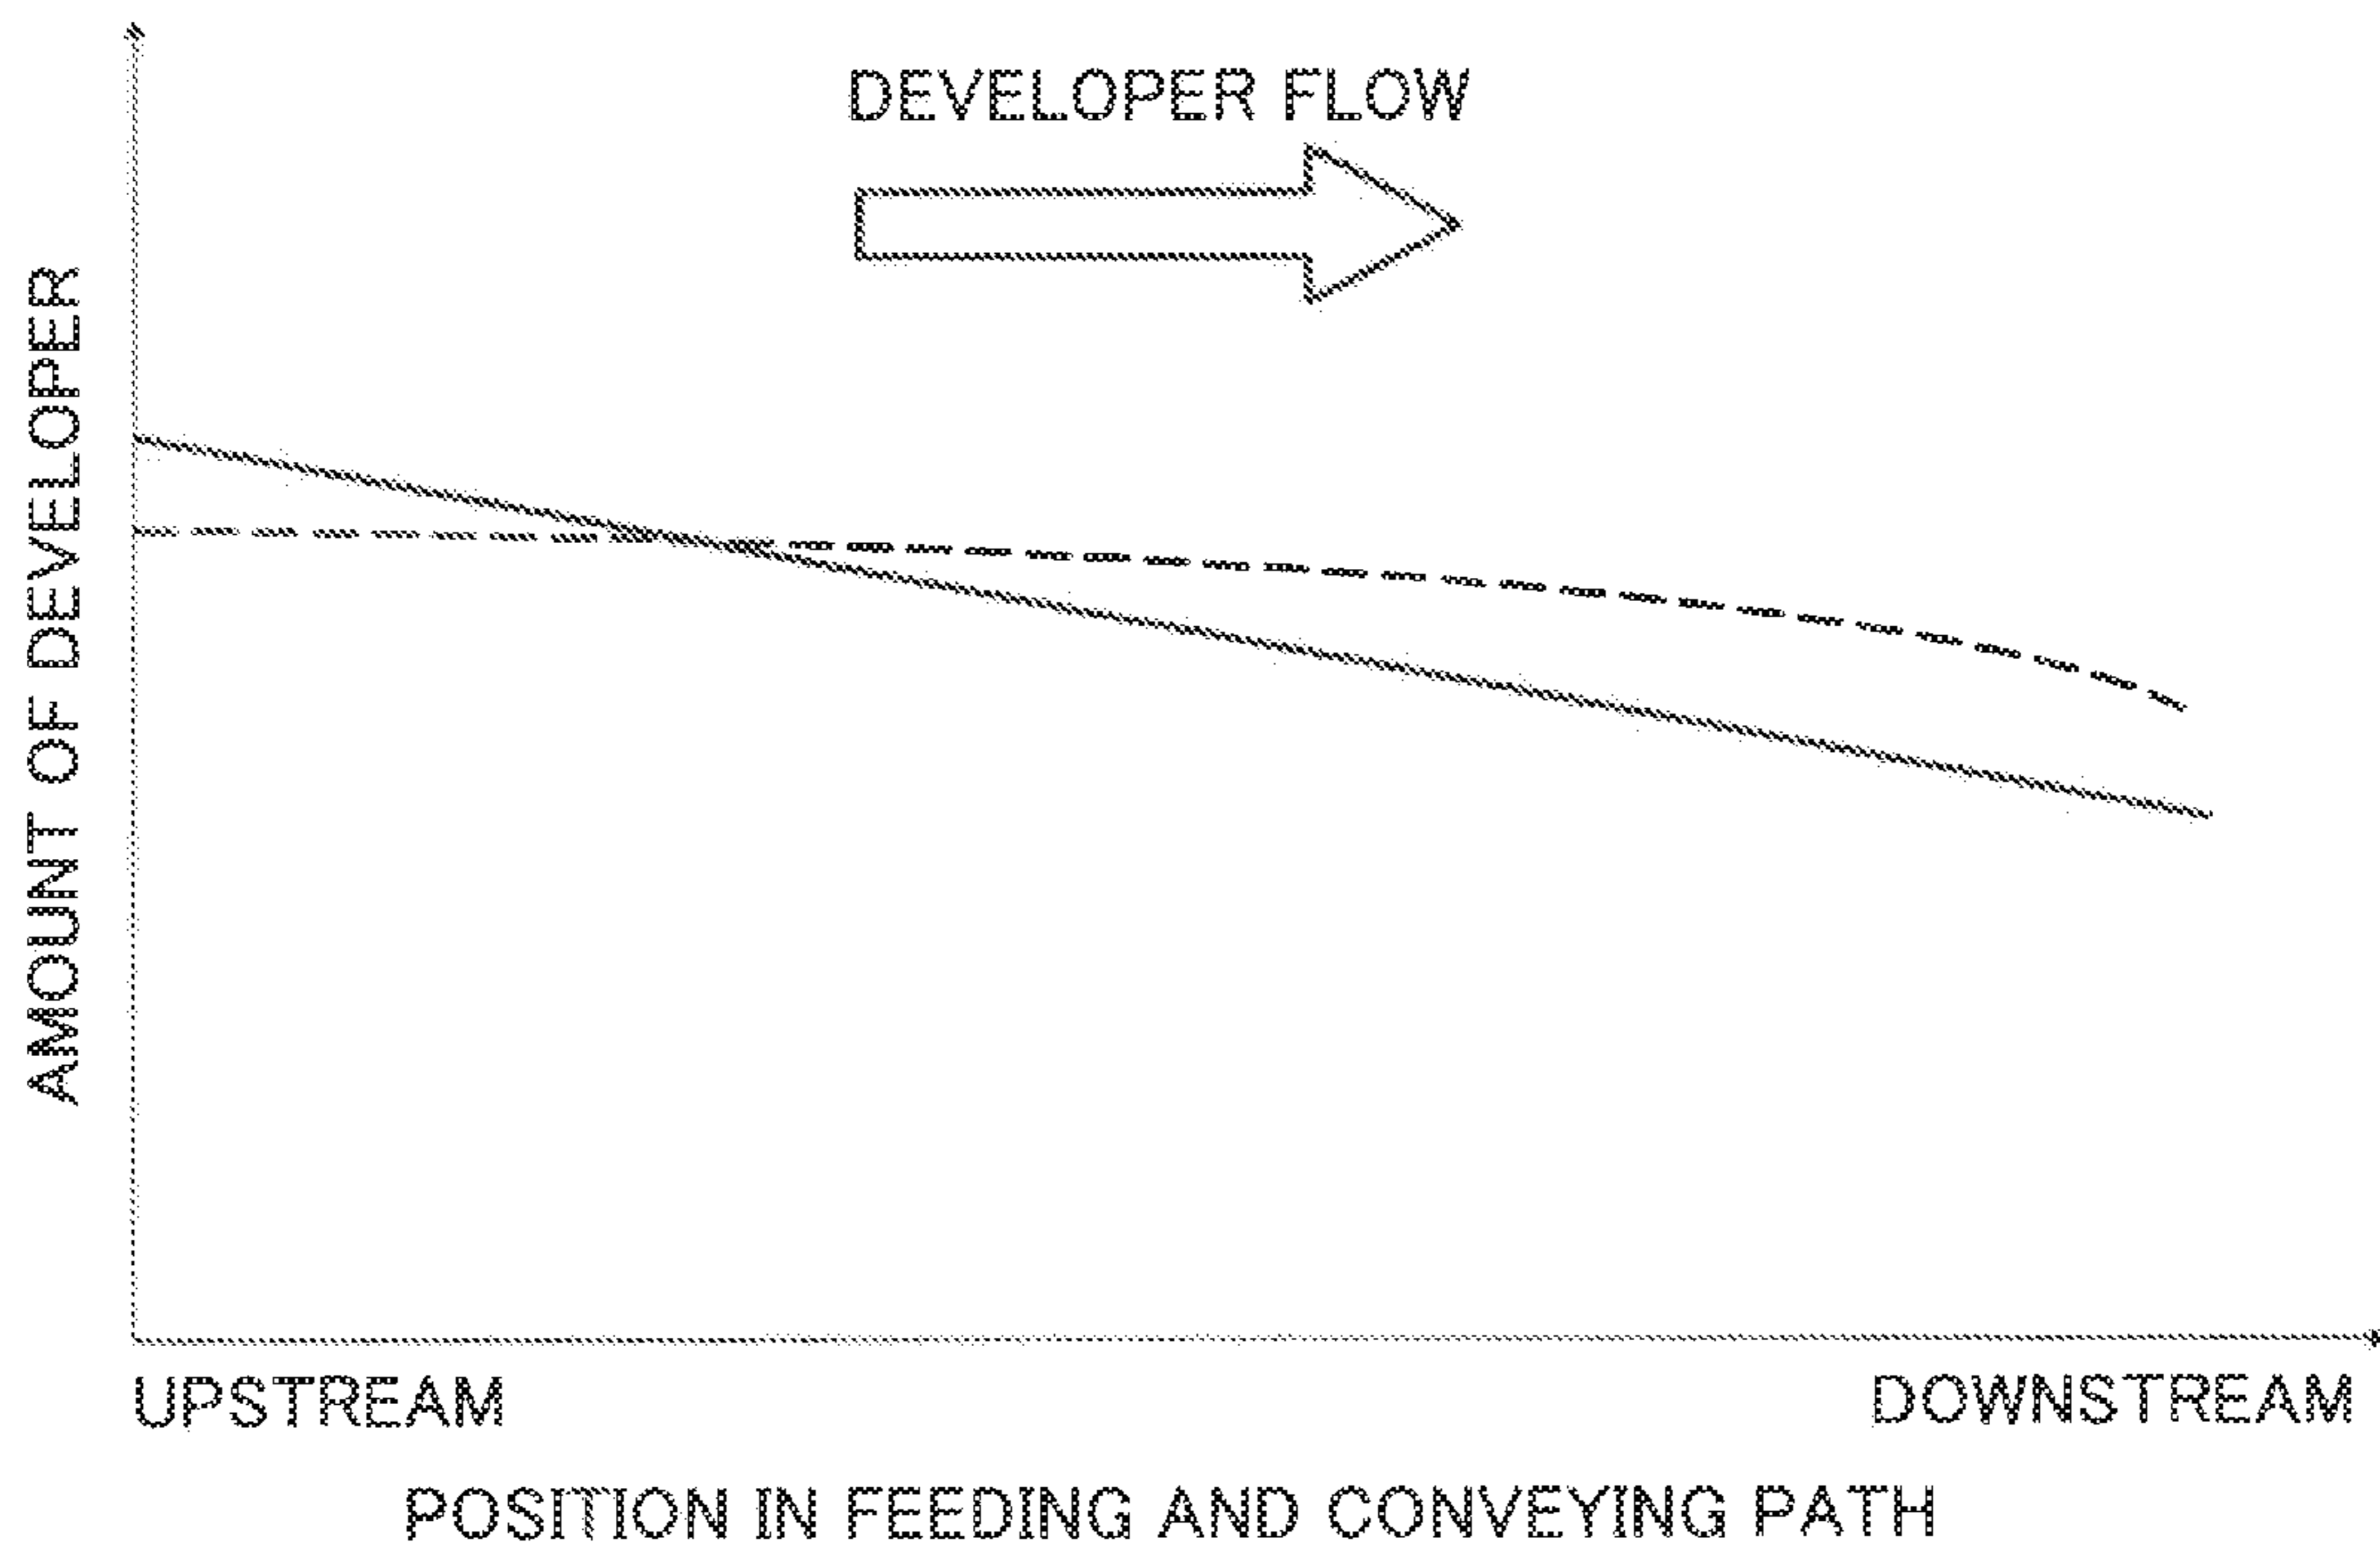 DEVELOPER FLOW
AMOUNT OF DEVELOPER
UPSTREAM
DOWNSTREAM
POSITION IN FEEDING AND CONVEYING PATH